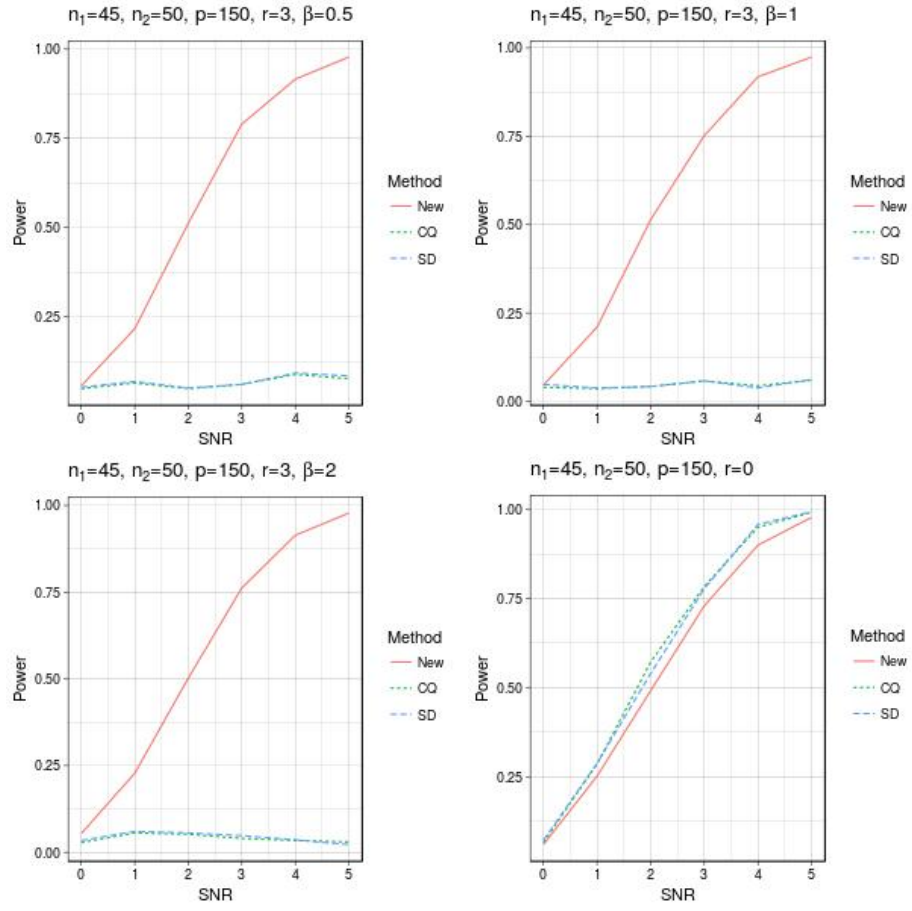 n₁=45, n₂=50, p=150, r=3, β=0.5
1.00
0.75
0.50
0.25
Power
0 1 2 3 4 5
SNR
Method
New
CQ
SD
n₁=45, n₂=50, p=150, r=3, β=1
1.00
0.75
0.50
0.25
0.00
Power
0 1 2 3 4 5
SNR
Method
New
CQ
SD
n₁=45, n₂=50, p=150, r=3, β=2
1.00
0.75
0.50
0.25
0.00
Power
0 1 2 3 4 5
SNR
Method
New
CQ
SD
n₁=45, n₂=50, p=150, r=0
1.00
0.75
0.50
0.25
Power
0 1 2 3 4 5
SNR
Method
New
CQ
SD